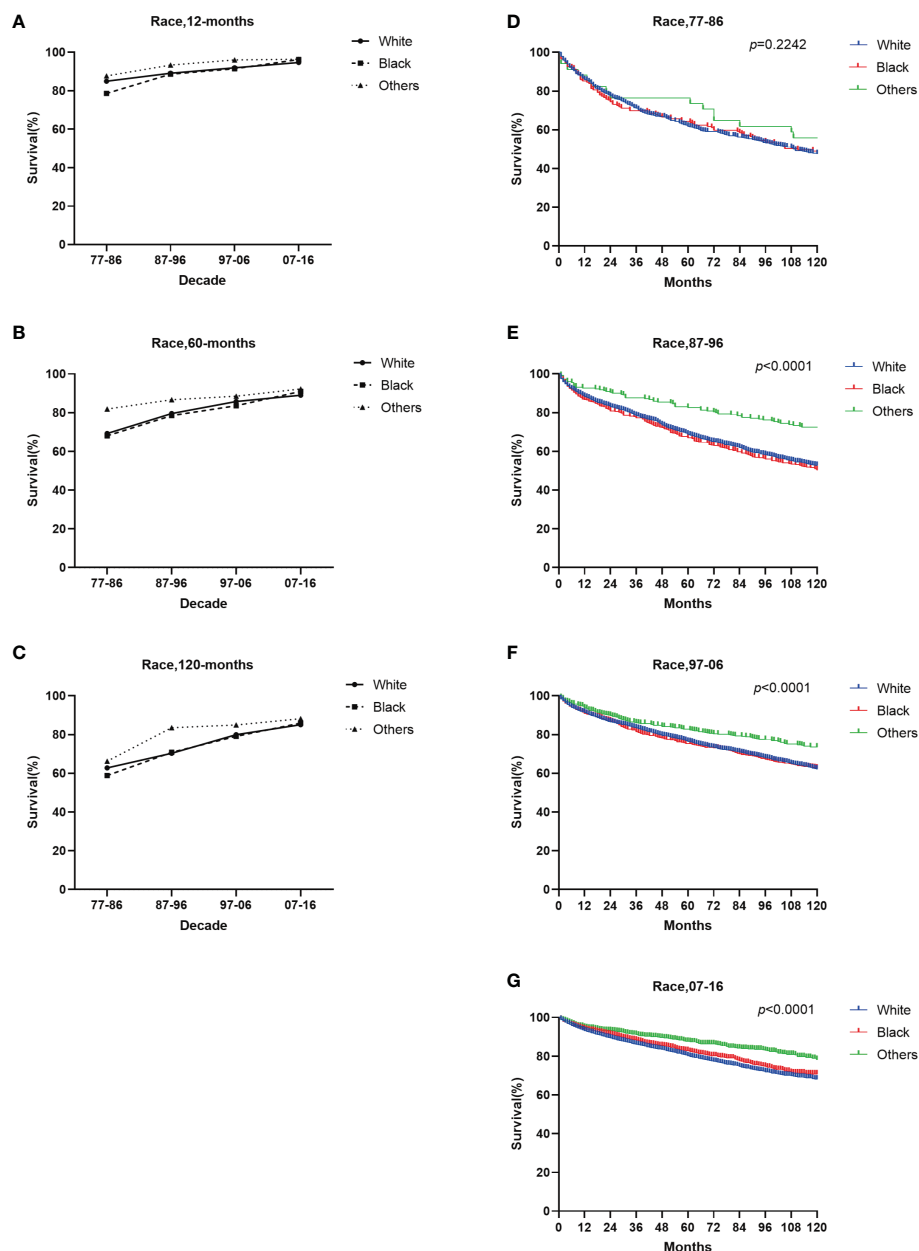 A
Race,12-months
100
80
60
40
20
0
Survival(%)
77-86 87-96 97-06 07-16
Decade
White
Black
Others
B
Race,60-months
100
80
60
40
20
0
Survival(%)
77-86 87-96 97-06 07-16
Decade
White
Black
Others
C
Race,120-months
100
80
60
40
20
0
Survival(%)
77-86 87-96 97-06 07-16
Decade
White
Black
Others
D
Race,77-86
p=0.2242
100
80
60
40
20
0
Survival(%)
0 12 24 36 48 60 72 84 96 108 120
Months
White
Black
Others
E
Race,87-96
p<0.0001
100
80
60
40
20
0
Survival(%)
0 12 24 36 48 60 72 84 96 108 120
Months
White
Black
Others
F
Race,97-06
p<0.0001
100
80
60
40
20
0
Survival(%)
0 12 24 36 48 60 72 84 96 108 120
Months
White
Black
Others
G
Race,07-16
p<0.0001
100
80
60
40
20
0
Survival(%)
0 12 24 36 48 60 72 84 96 108 120
Months
White
Black
Others